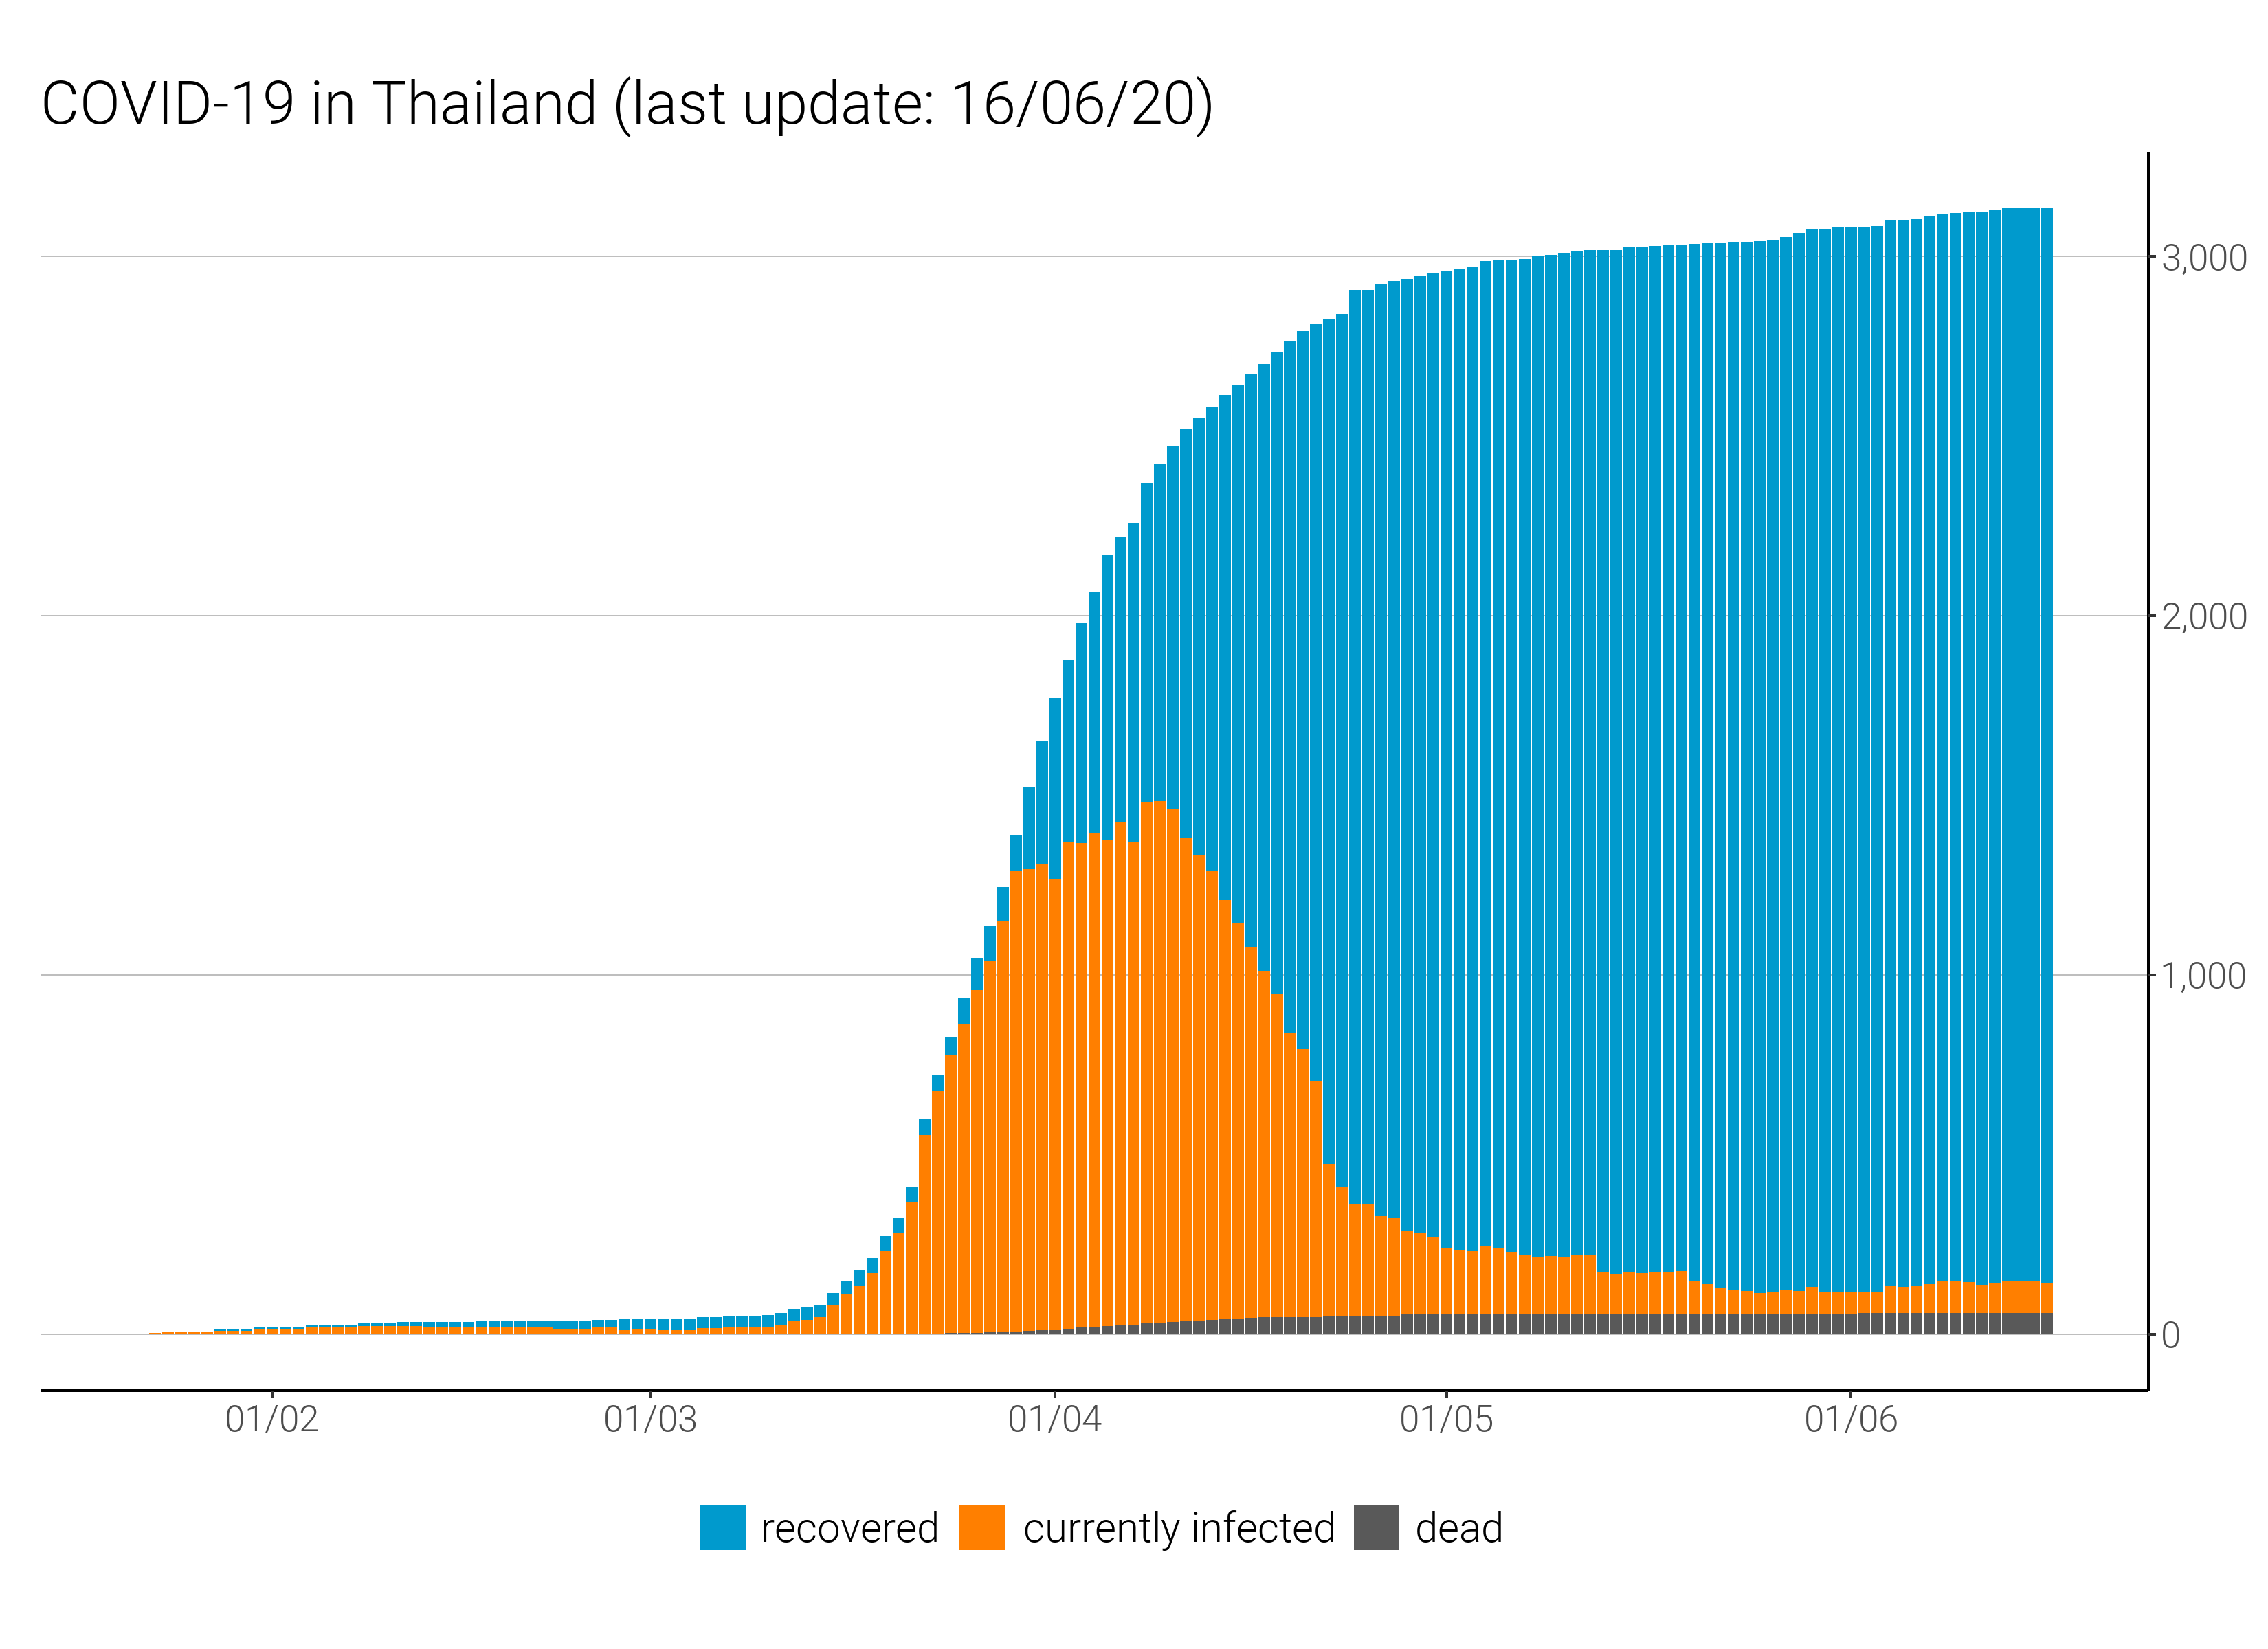 COVID-19 in Thailand (last update: 16/06/20)
3,000
2,000
1,000
0
01/02 01/03 01/04 01/05 01/06
recovered currently infected dead